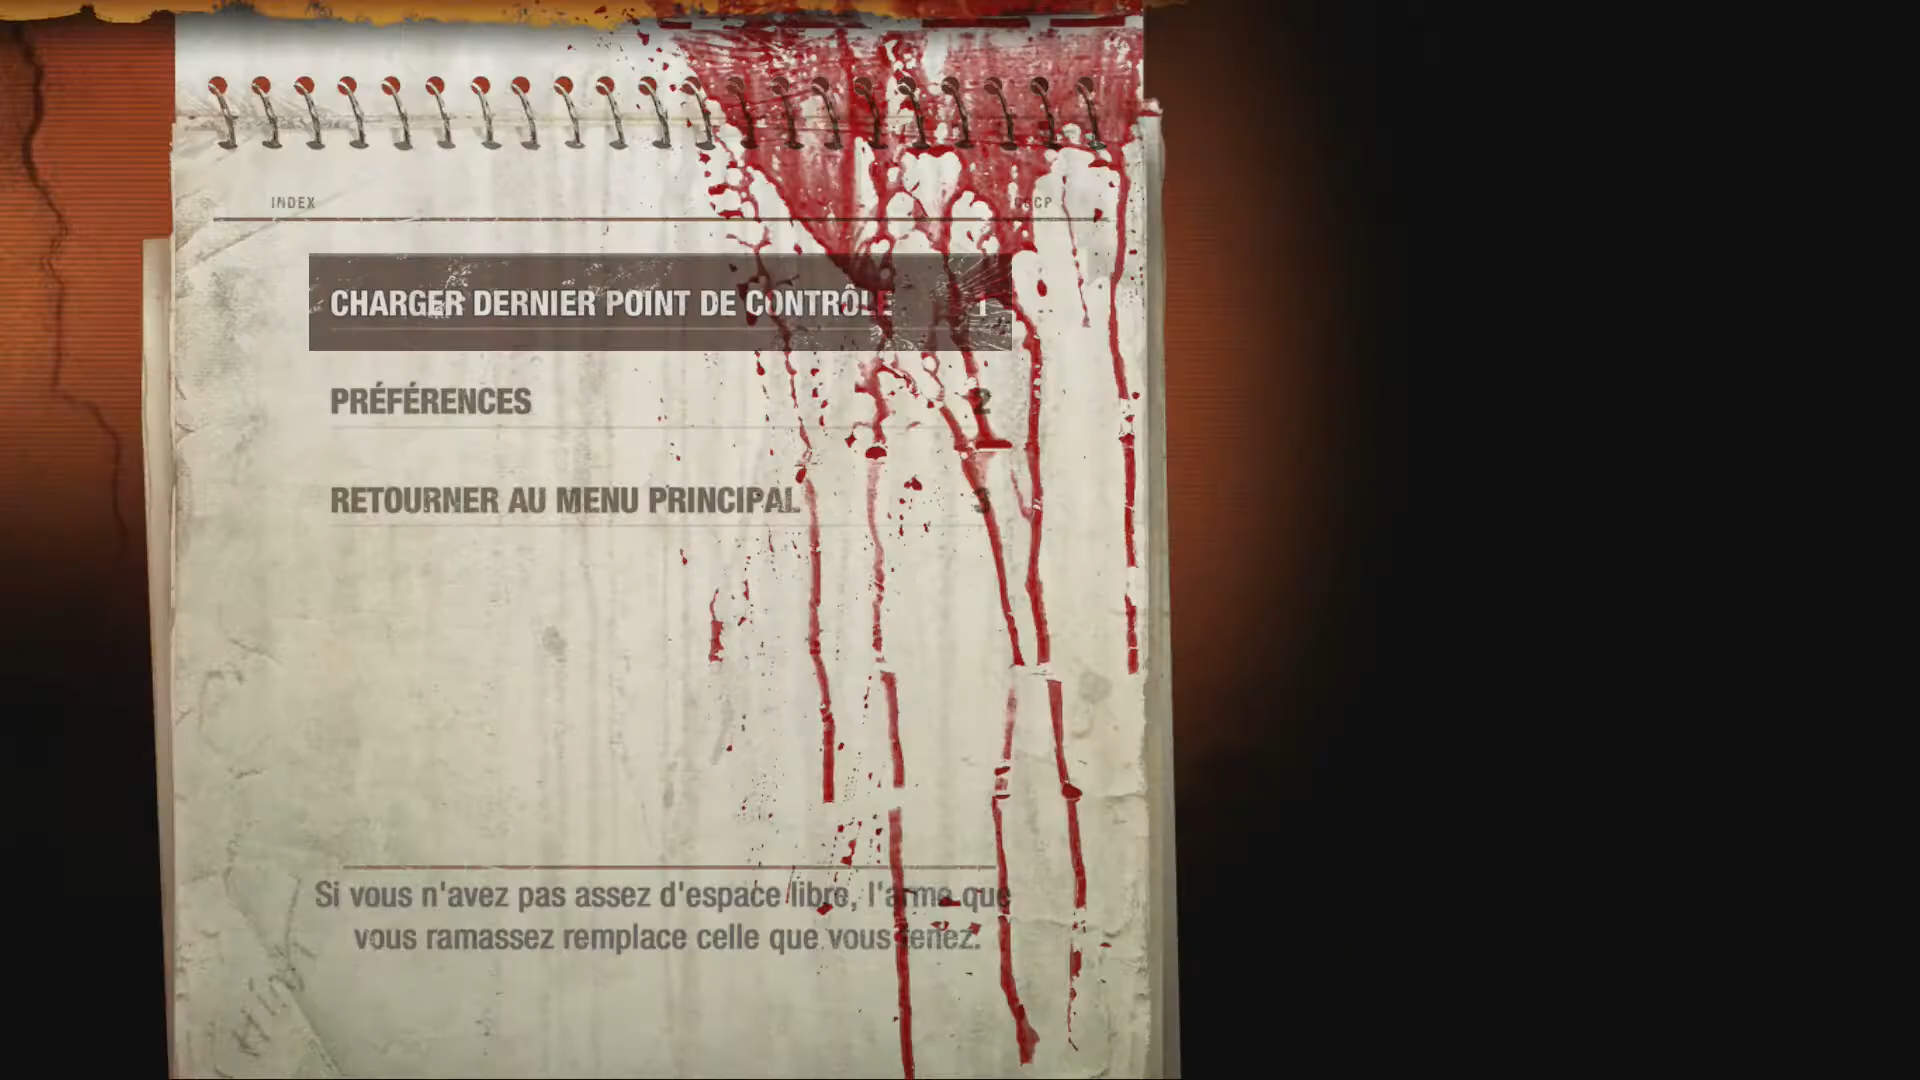 INDEX CCCP
CHARGER DERNIER POINT DE CONTRÔLE 1
PRÉFÉRENCES 2
RETOURNER AU MENU PRINCIPAL 3
Si vous n'avez pas assez d'espace libre, l'arme que
vous ramassez remplace celle que vous tenez.